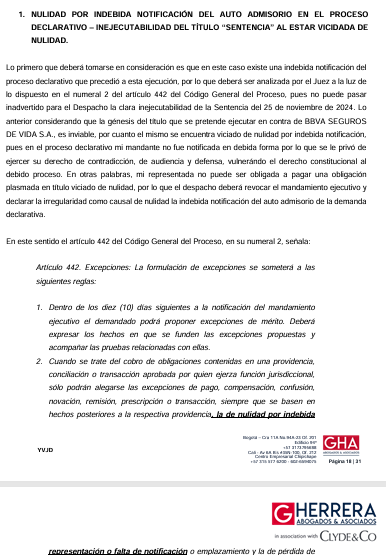 1. NULIDAD POR INDEBIDA NOTIFICACIÓN DEL AUTO ADMISORIO EN EL PROCESO
DECLARATIVO – INEJECUTABILIDAD DEL TÍTULO "SENTENCIA" AL ESTAR VICIADA DE
NULIDAD.
Lo primero que deberá tomarse en consideración es que en este caso existe una indebida notificación del
proceso declarativo que precedió a esta ejecución, por lo que deberá ser analizada por el Juez a la luz de
lo dispuesto en el numeral 2 del artículo 442 del Código General del Proceso, pues no puede pasar
inadvertido para el Despacho la clara inejecutabilidad de la Sentencia del 25 de noviembre de 2024. Lo
anterior considerando que la génesis del título que se pretende ejecutar en contra de BBVA SEGUROS
DE VIDA S.A., es inviable, por cuanto el mismo se encuentra viciado de nulidad por indebida notificación,
pues en el proceso declarativo mi mandante no fue notificada en debida forma por lo que se le privó de
ejercer su derecho de contradicción, de audiencia y defensa, vulnerando el derecho constitucional al
debido proceso. En otras palabras, mi representada no puede ser obligada a pagar una obligación
plasmada en título viciado de nulidad, por lo que el despacho deberá revocar el mandamiento ejecutivo y
declarar la irregularidad como causal de nulidad la indebida notificación del auto admisorio de la demanda
declarativa.
En este sentido el artículo 442 del Código General del Proceso, en su numeral 2, señala:
Artículo 442. Excepciones: La formulación de excepciones se someterá a las
siguientes reglas:
1. Dentro de los diez (10) días siguientes a la notificación del mandamiento
ejecutivo el demandado podrá proponer excepciones de mérito. Deberá
expresar los hechos en que se funden las excepciones propuestas y
acompañar las pruebas relacionadas con ellas.
2. Cuando se trate del cobro de obligaciones contenidas en una providencia,
conciliación o transacción aprobada por quien ejerza función jurisdiccional,
sólo podrán alegarse las excepciones de pago, compensación, confusión,
novación, remisión, prescripción o transacción, siempre que se basen en
hechos posteriores a la respectiva providencia, la de nulidad por indebida
YVJD
Bogotá - Cra 11A No.94A-23 Of. 201
Cali - Av 6A Bis #35N-100, Of. 212
Centro Empresarial Chipichape
GHA
ABOGADOS & ASOCIADOS
Página 18 | 31
HERRERA
ABOGADOS & ASOCIADOS
in association with CLYDE&CO
representación o falta de notificación o emplazamiento y la de pérdida de